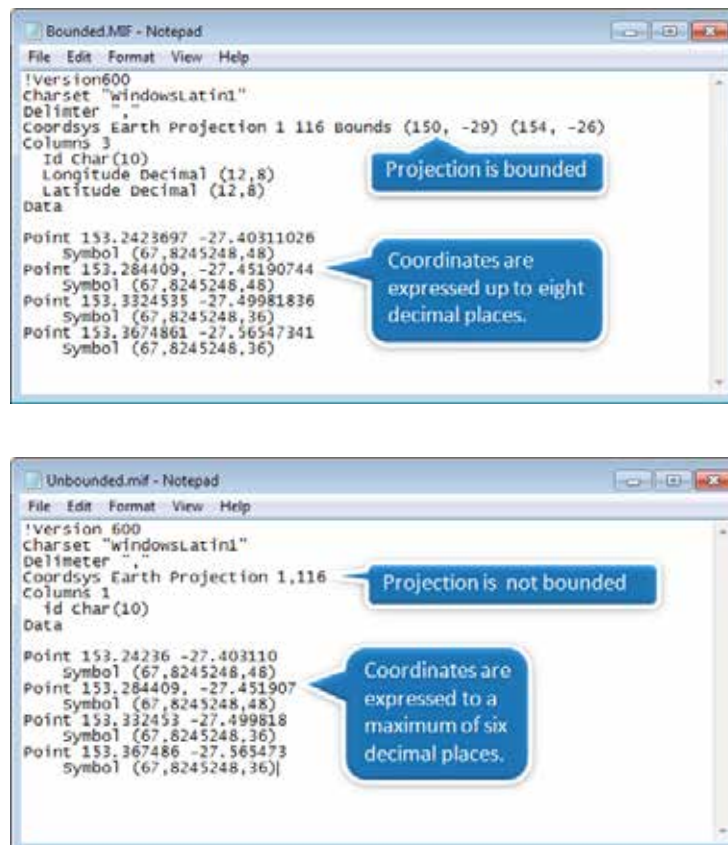 Bounded.MIF - Notepad
File Edit Format View Help
!Version600
Charset "WindowsLatin1"
Delimter ","
Coordsys Earth Projection 1 116 Bounds (150, -29) (154, -26)
Columns 3
Id Char(10)
Longitude Decimal (12,8)
Latitude Decimal (12,8)
Data
Projection is bounded
Point 153.2423697 -27.40311026
Symbol (67,8245248,48)
Point 153.284409, -27.45190744
Symbol (67,8245248,48)
Point 153.3324535 -27.49981836
Symbol (67,8245248,36)
Point 153.3674861 -27.56547341
Symbol (67,8245248,36)
Coordinates are
expressed up to eight
decimal places.
Unbounded.mif - Notepad
File Edit Format View Help
!Version 600
Charset "WindowsLatin1"
Delimeter ","
Coordsys Earth Projection 1,116
Columns 1
id Char(10)
Data
Projection is not bounded
Point 153.24236 -27.403110
Symbol (67,8245248,48)
Point 153.284409, -27.451907
Symbol (67,8245248,48)
Point 153.332453 -27.499818
Symbol (67,8245248,36)
Point 153.367486 -27.565473
Symbol (67,8245248,36)
Coordinates are
expressed to a
maximum of six
decimal places.